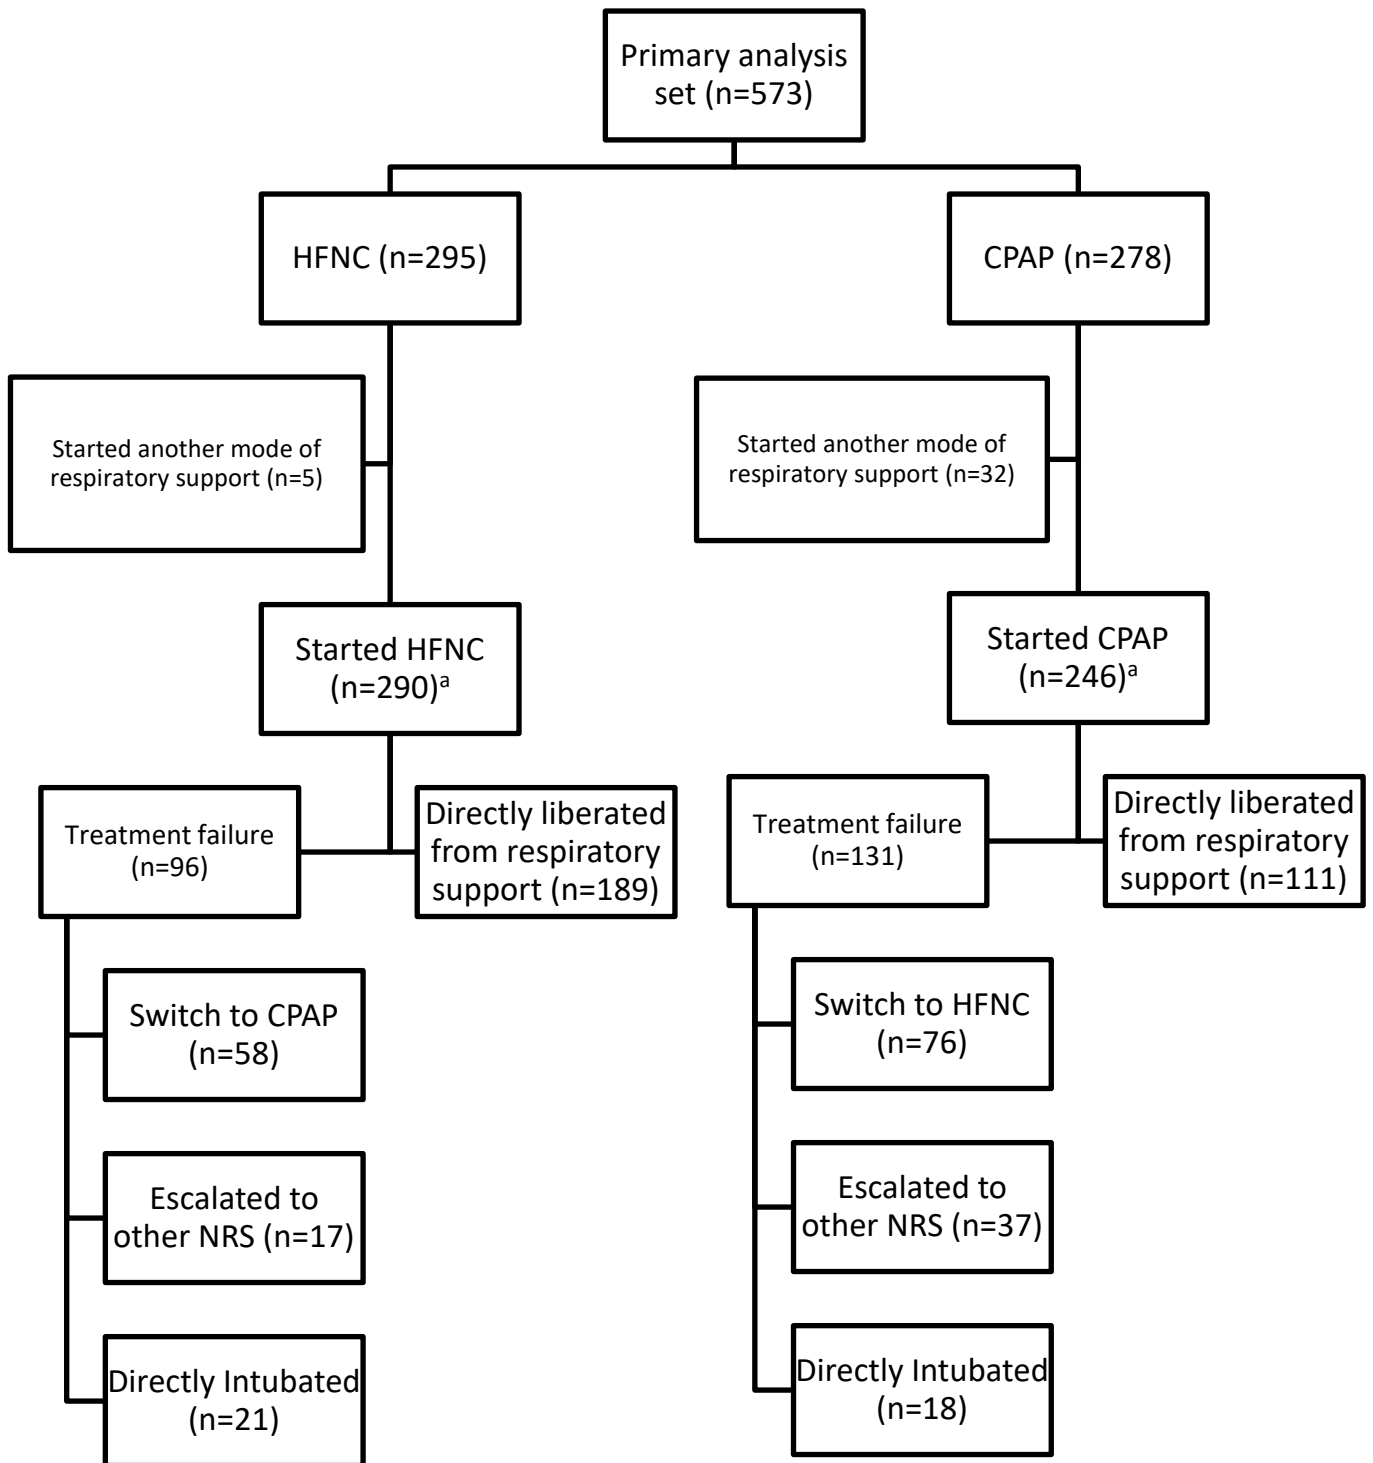 Primary analysis
set (n=573)
HFNC (n=295)
CPAP (n=278)
Started another mode of
respiratory support (n=5)
Started another mode of
respiratory support (n=32)
Started HFNC
(n=290)ᵃ
Started CPAP
(n=246)ᵃ
Treatment failure
(n=96)
Directly liberated
from respiratory
support (n=189)
Treatment failure
(n=131)
Directly liberated
from respiratory
support (n=111)
Switch to CPAP
(n=58)
Switch to HFNC
(n=76)
Escalated to
other NRS (n=17)
Escalated to
other NRS (n=37)
Directly Intubated
(n=21)
Directly Intubated
(n=18)